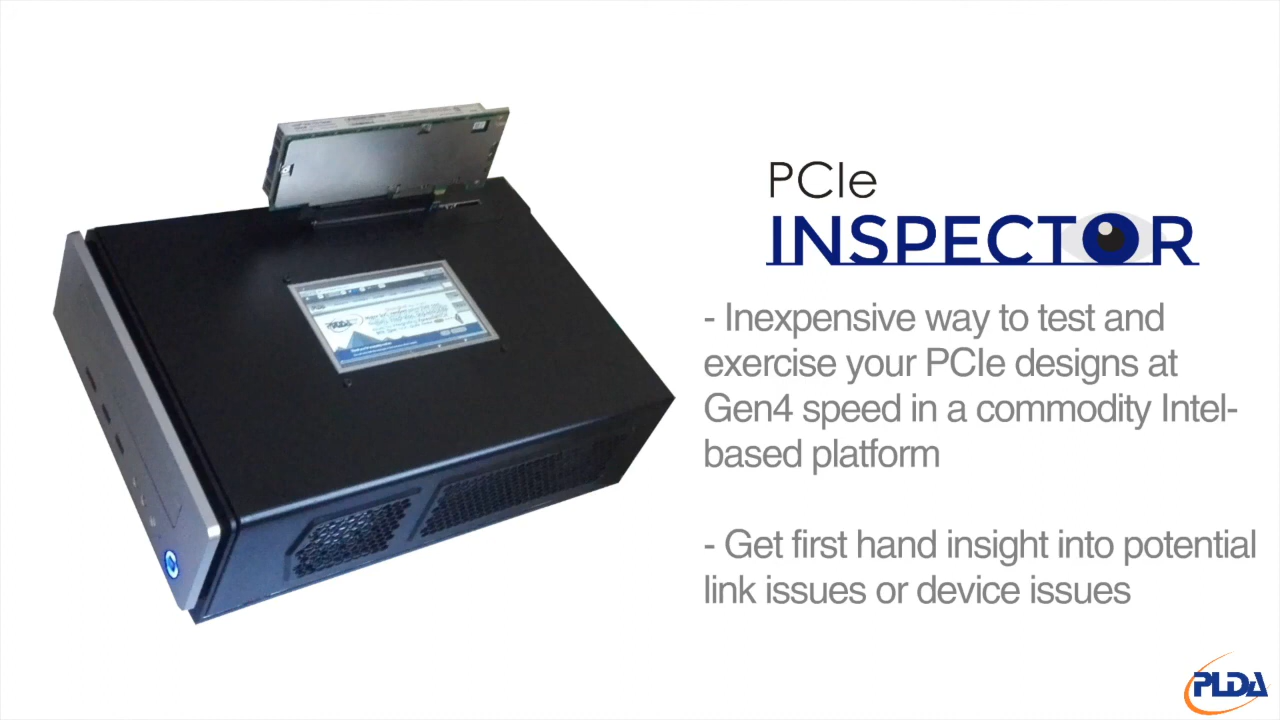 PCIe
INSPECTOR
- Inexpensive way to test and
exercise your PCIe designs at
Gen4 speed in a commodity Intel-
based platform
- Get first hand insight into potential
link issues or device issues
PLDA